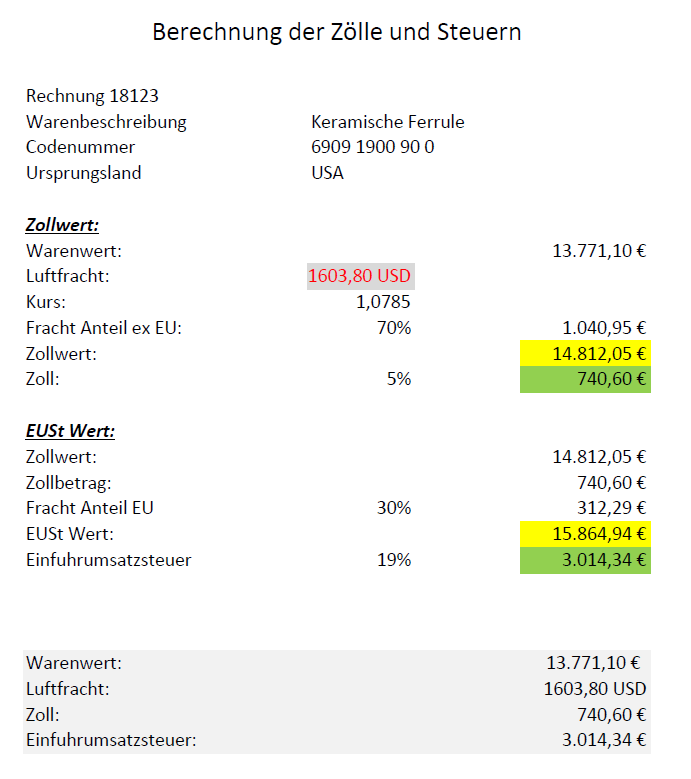 Berechnung der Zölle und Steuern
Rechnung 18123
Warenbeschreibung Keramische Ferrule
Codenummer 6909 1900 90 0
Ursprungsland USA
Zollwert:
Warenwert: 13.771,10 €
Luftfracht: 1603,80 USD
Kurs: 1,0785
Fracht Anteil ex EU: 70% 1.040,95 €
Zollwert: 14.812,05 €
Zoll: 5% 740,60 €
EUSt Wert:
Zollwert: 14.812,05 €
Zollbetrag: 740,60 €
Fracht Anteil EU 30% 312,29 €
EUSt Wert: 15.864,94 €
Einfuhrumsatzsteuer 19% 3.014,34 €
Warenwert: 13.771,10 €
Luftfracht: 1603,80 USD
Zoll: 740,60 €
Einfuhrumsatzsteuer: 3.014,34 €